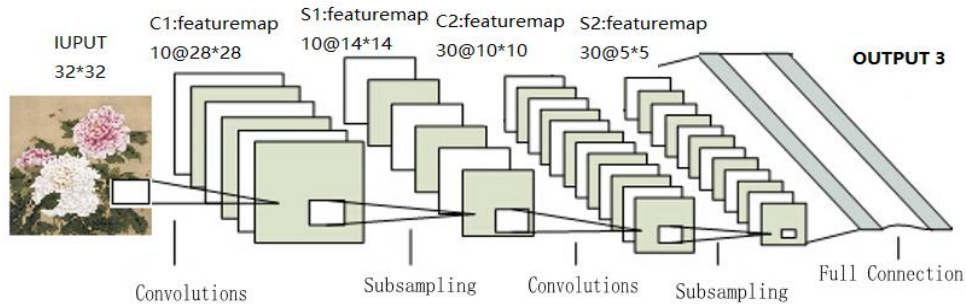 IUPUT
32*32
C1:featuremap
10@28*28
S1:featuremap
10@14*14
C2:featuremap
30@10*10
S2:featuremap
30@5*5
OUTPUT 3
Convolutions
Subsampling
Convolutions
Subsampling
Full Connection